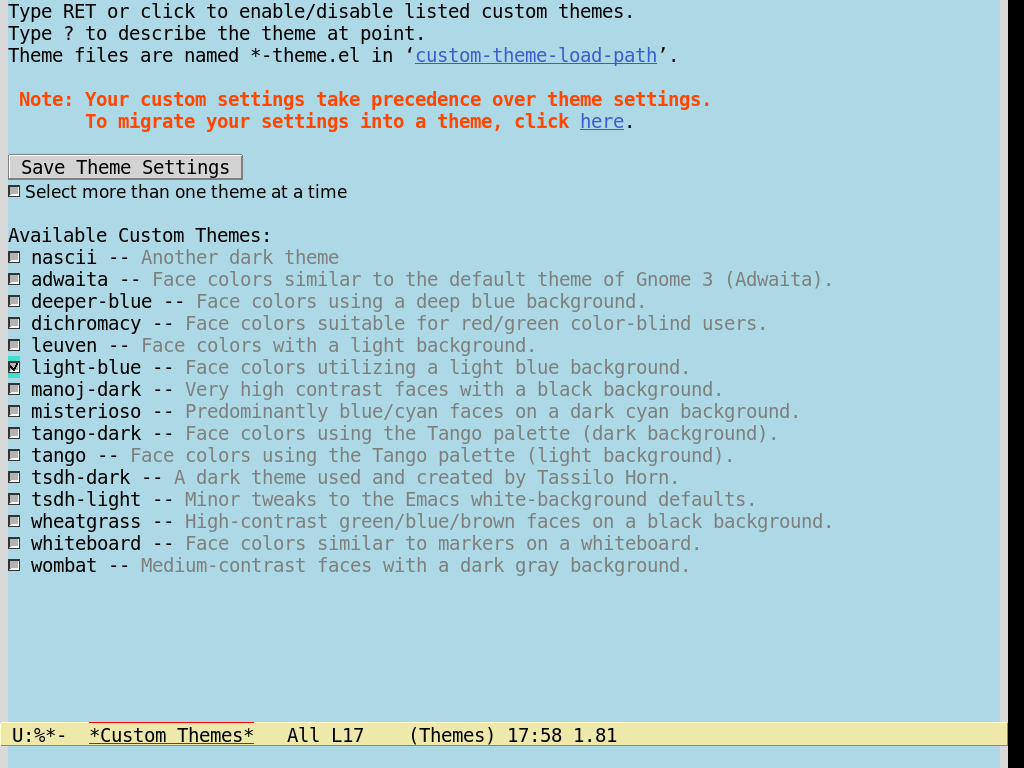 Type RET or click to enable/disable listed custom themes.
Type ? to describe the theme at point.
Theme files are named *-theme.el in ‘custom-theme-load-path’.
Note: Your custom settings take precedence over theme settings.
To migrate your settings into a theme, click here.
Save Theme Settings
Select more than one theme at a time
Available Custom Themes:
nascii -- Another dark theme
adwaita -- Face colors similar to the default theme of Gnome 3 (Adwaita).
deeper-blue -- Face colors using a deep blue background.
dichromacy -- Face colors suitable for red/green color-blind users.
leuven -- Face colors with a light background.
light-blue -- Face colors utilizing a light blue background.
manoj-dark -- Very high contrast faces with a black background.
misterioso -- Predominantly blue/cyan faces on a dark cyan background.
tango-dark -- Face colors using the Tango palette (dark background).
tango -- Face colors using the Tango palette (light background).
tsdh-dark -- A dark theme used and created by Tassilo Horn.
tsdh-light -- Minor tweaks to the Emacs white-background defaults.
wheatgrass -- High-contrast green/blue/brown faces on a black background.
whiteboard -- Face colors similar to markers on a whiteboard.
wombat -- Medium-contrast faces with a dark gray background.
U:%*-  *Custom Themes*   All L17    (Themes) 17:58 1.81